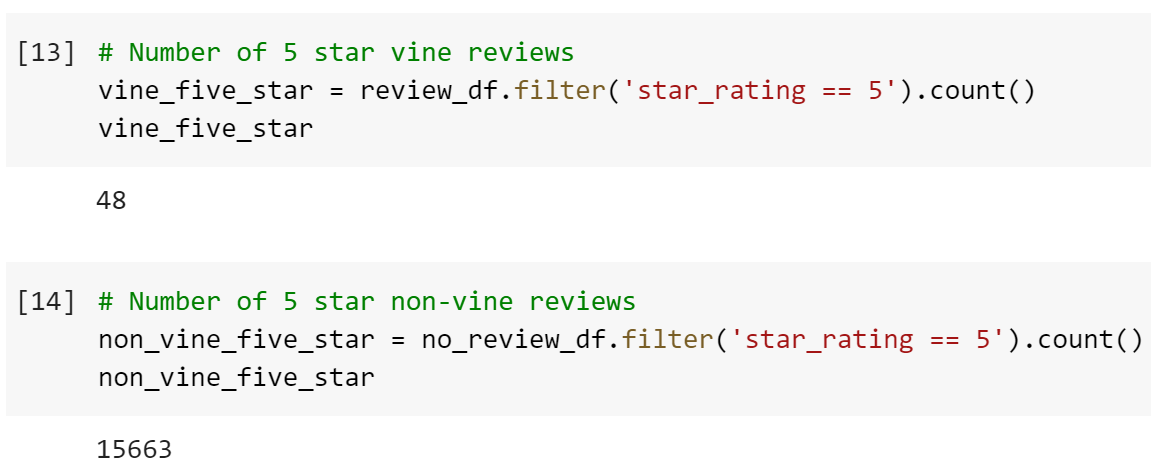 [13] # Number of 5 star vine reviews
vine_five_star = review_df.filter('star_rating == 5').count()
vine_five_star
48
[14] # Number of 5 star non-vine reviews
non_vine_five_star = no_review_df.filter('star_rating == 5').count()
non_vine_five_star
15663